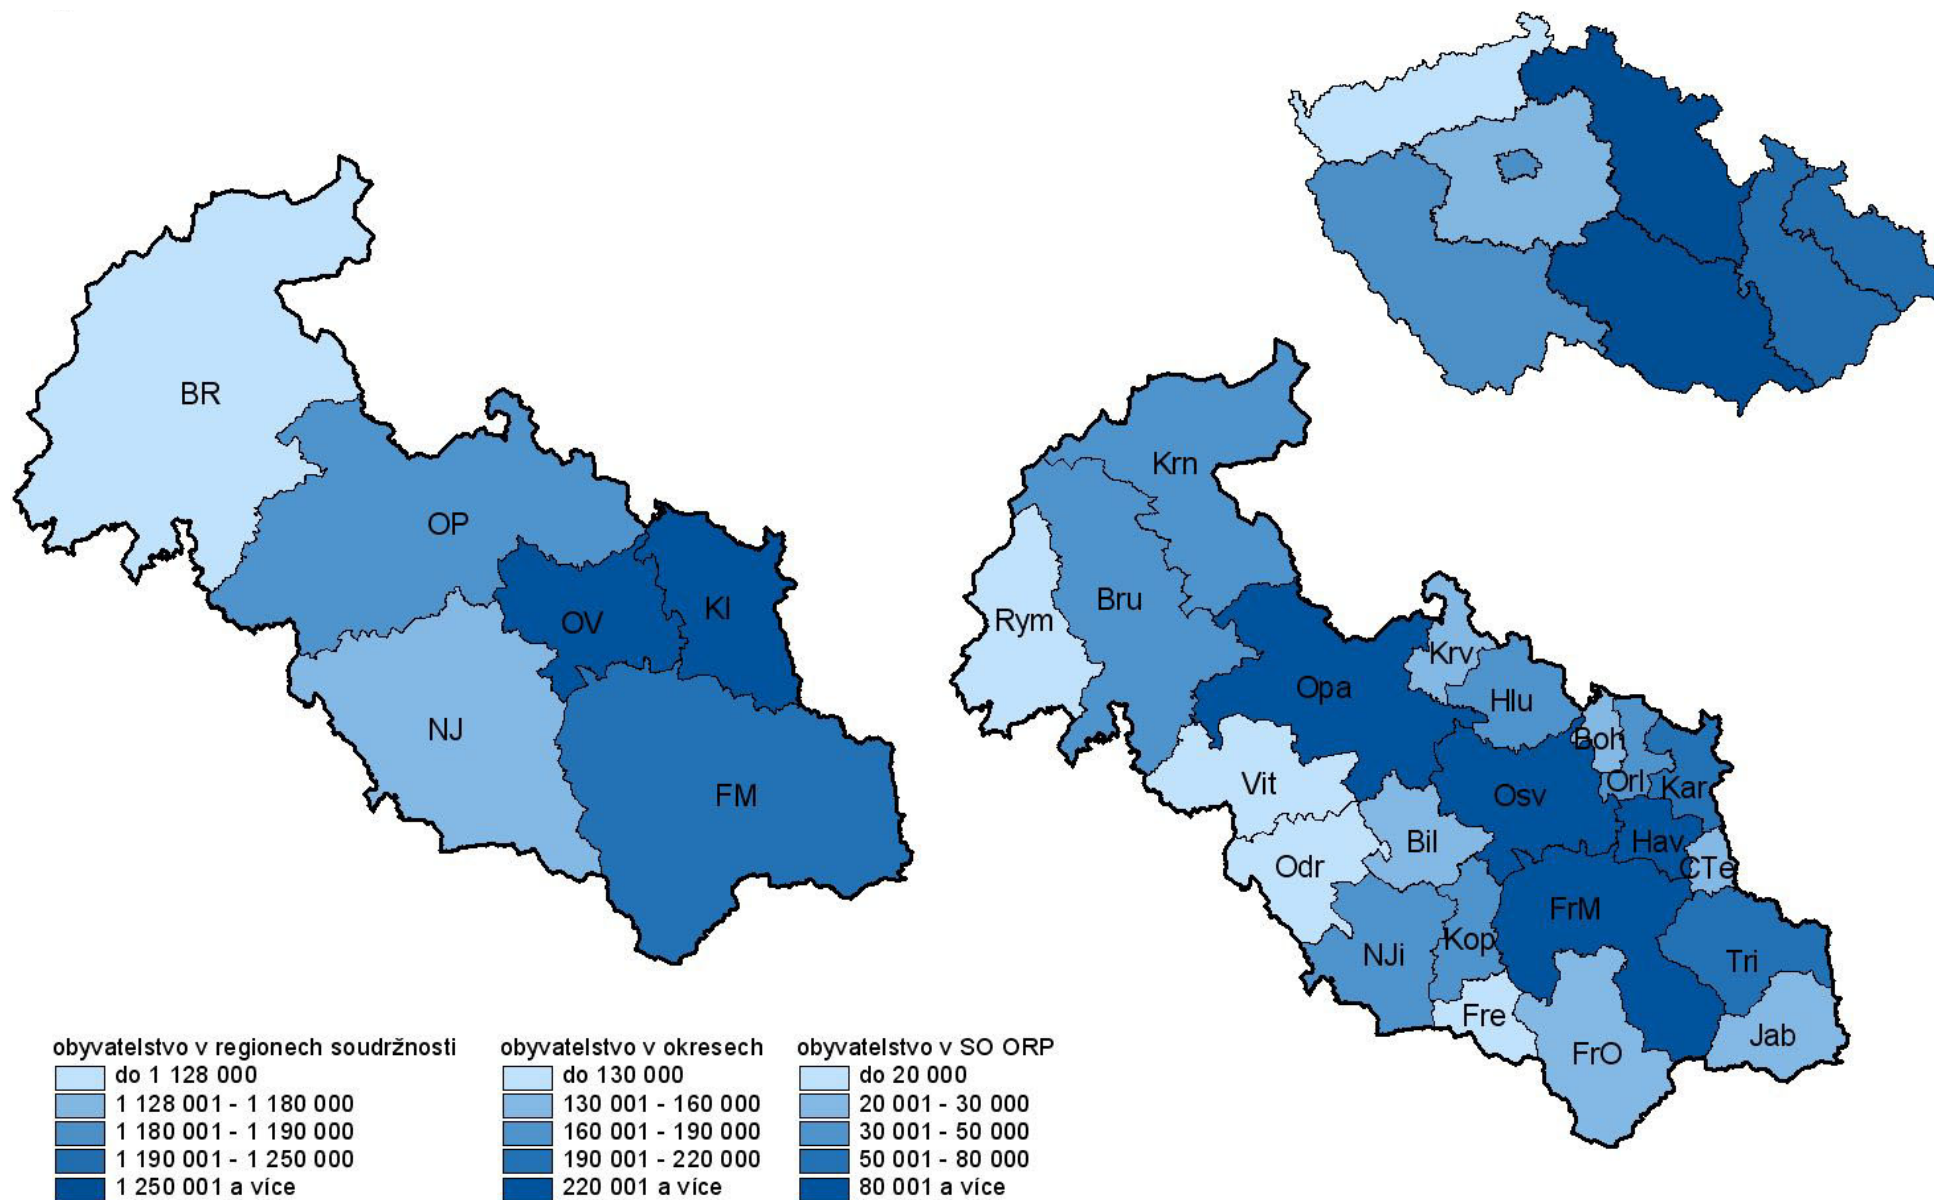 BR
OP
OV
KI
NJ
FM
Krn
Rym
Bru
Krv
Opa
Hlu
Boh
Vit
Osv
Orl
Kar
Bil
Hav
Odr
CTe
FrM
Kop
NJi
Tri
Fre
FrO
Jab
obyvatelstvo v regionech soudržnosti
do 1 128 000
1 128 001 - 1 180 000
1 180 001 - 1 190 000
1 190 001 - 1 250 000
1 250 001 a více
obyvatelstvo v okresech
do 130 000
130 001 - 160 000
160 001 - 190 000
190 001 - 220 000
220 001 a více
obyvatelstvo v SO ORP
do 20 000
20 001 - 30 000
30 001 - 50 000
50 001 - 80 000
80 001 a více